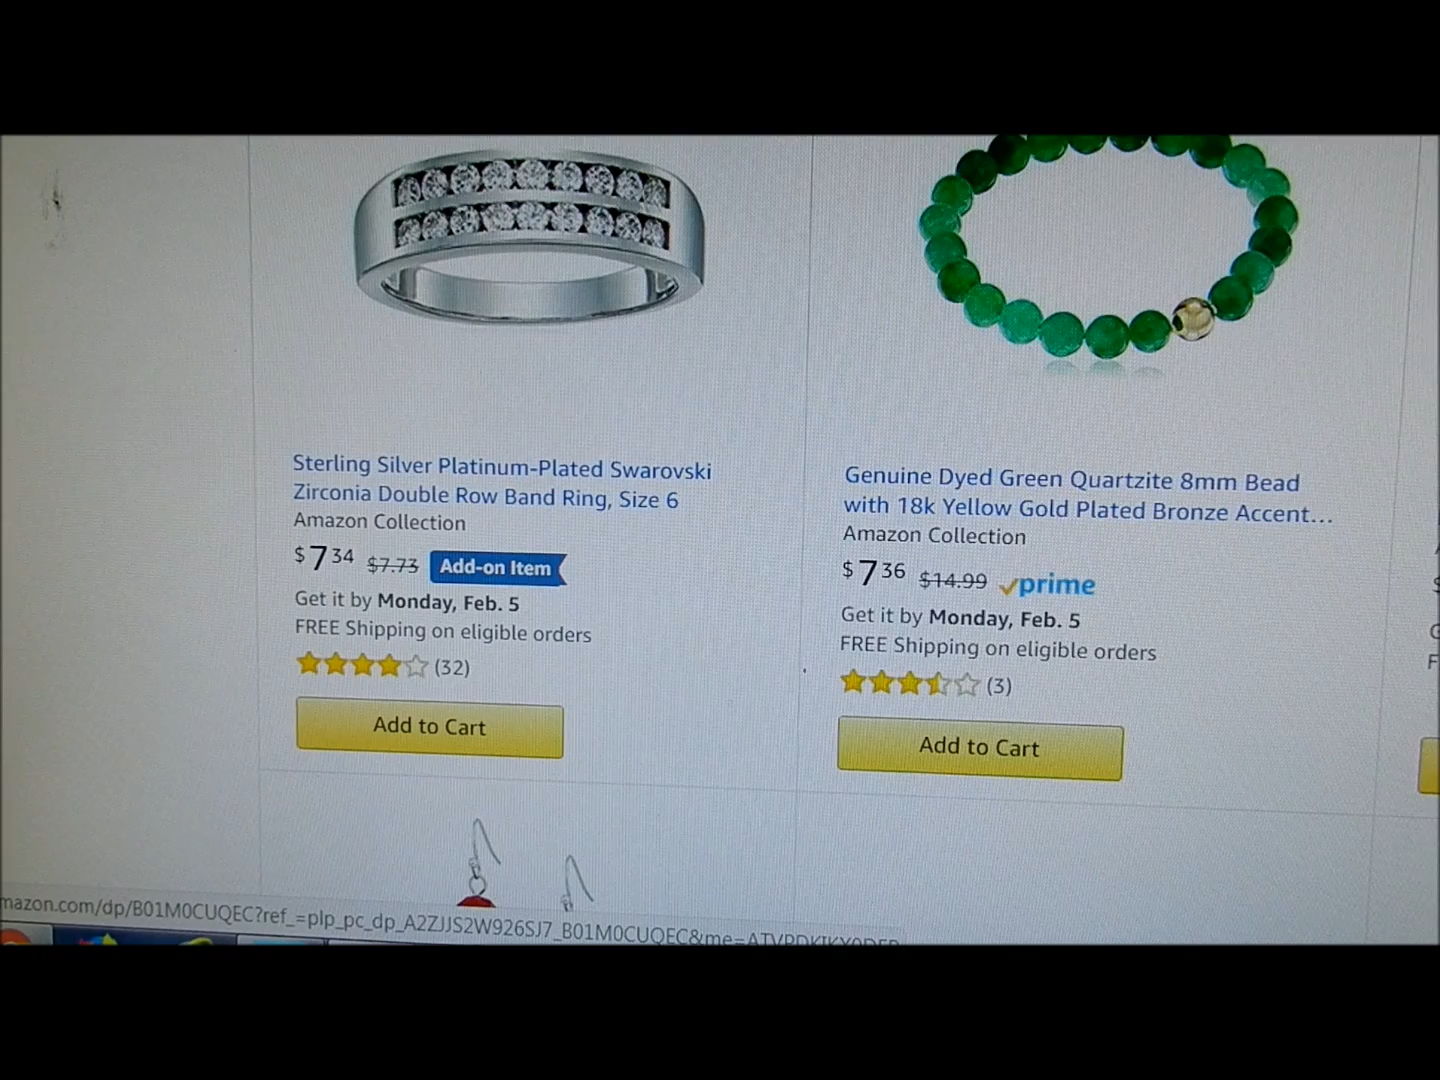 Sterling Silver Platinum-Plated Swarovski
Zirconia Double Row Band Ring, Size 6
Amazon Collection
$7 34 $7.73 Add-on Item
Get it by Monday, Feb. 5
FREE Shipping on eligible orders
(32)
Add to Cart
Genuine Dyed Green Quartzite 8mm Bead
with 18k Yellow Gold Plated Bronze Accent...
Amazon Collection
$7 36 $14.99 prime
Get it by Monday, Feb. 5
FREE Shipping on eligible orders
(3)
Add to Cart
mazon.com/dp/B01M0CUQEC?ref_=plp_pc_dp_A2ZJJS2W926SJ7_B01M0CUQEC&me=